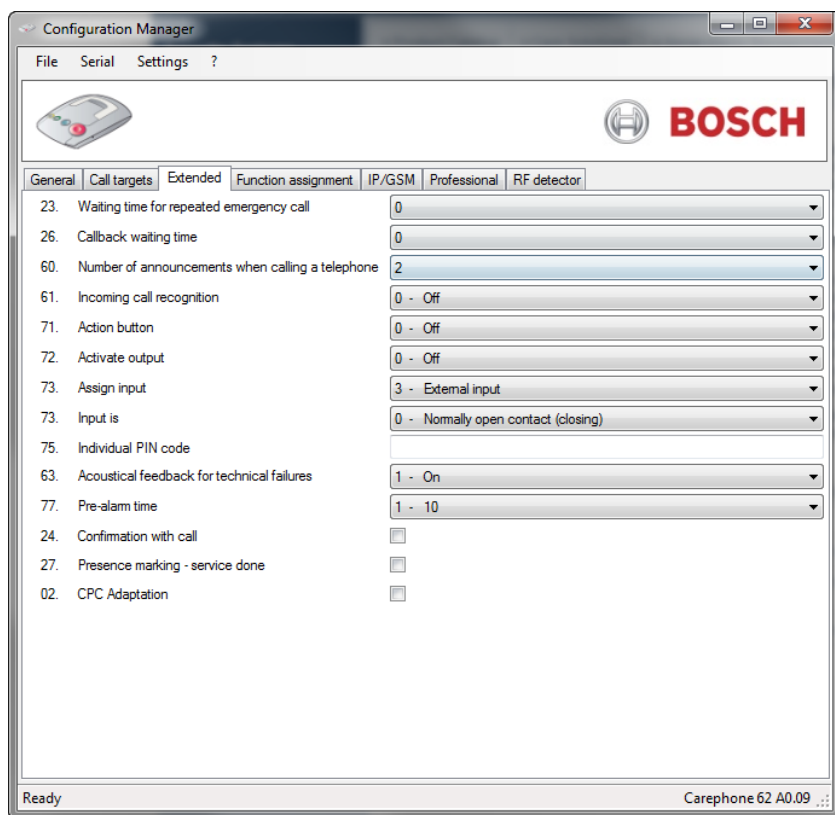 Configuration Manager
File Serial Settings ?
BOSCH
General Call targets Extended Function assignment IP/GSM Professional RF detector
23. Waiting time for repeated emergency call 0
26. Callback waiting time 0
60. Number of announcements when calling a telephone 2
61. Incoming call recognition 0 - Off
71. Action button 0 - Off
72. Activate output 0 - Off
73. Assign input 3 - External input
73. Input is 0 - Normally open contact (closing)
75. Individual PIN code
63. Acoustical feedback for technical failures 1 - On
77. Pre-alarm time 1 - 10
24. Confirmation with call
27. Presence marking - service done
02. CPC Adaptation
Ready Carephone 62 A0.09